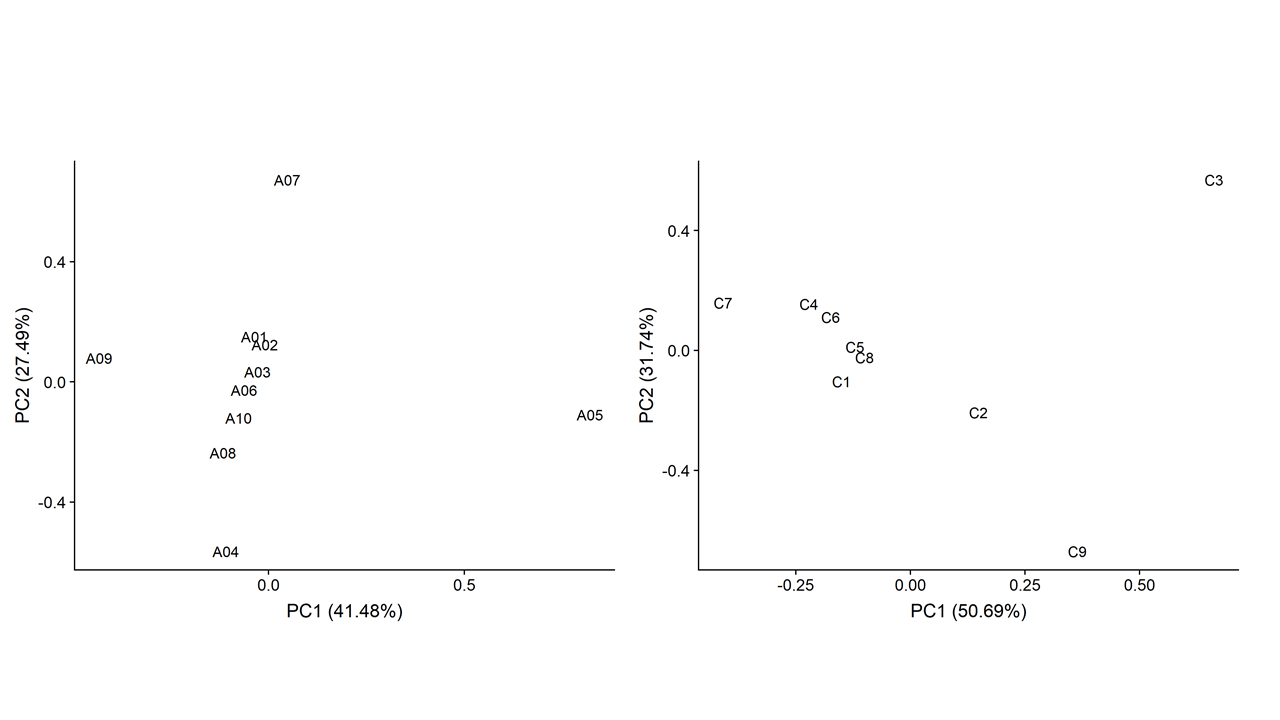 A07
0.4
A01
A02
A09
A03
0.0
A06
A05
A10
A08
-0.4
A04
0.0 0.5
PC1 (41.48%)
PC2 (27.49%)
C3
0.4
C7
C4
C6
C5
0.0
C8
C1
C2
-0.4
C9
-0.25 0.00 0.25 0.50
PC1 (50.69%)
PC2 (31.74%)